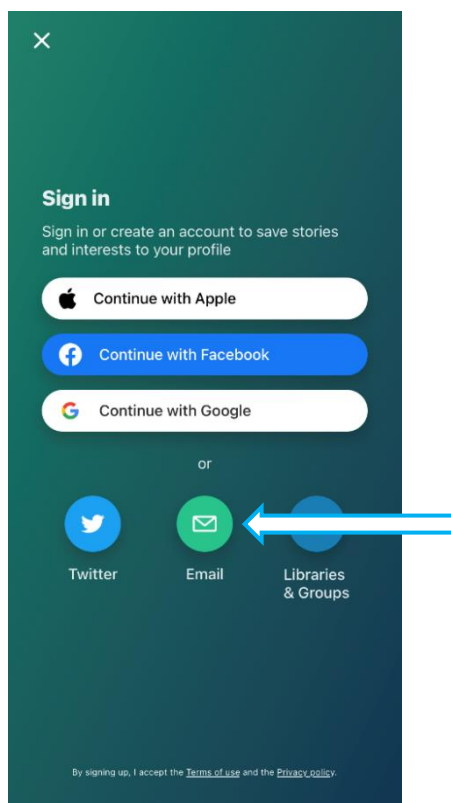 Sign in
Sign in or create an account to save stories
and interests to your profile
Continue with Apple
Continue with Facebook
Continue with Google
or
Twitter
Email
Libraries
& Groups
By signing up, I accept the Terms of use and the Privacy policy.